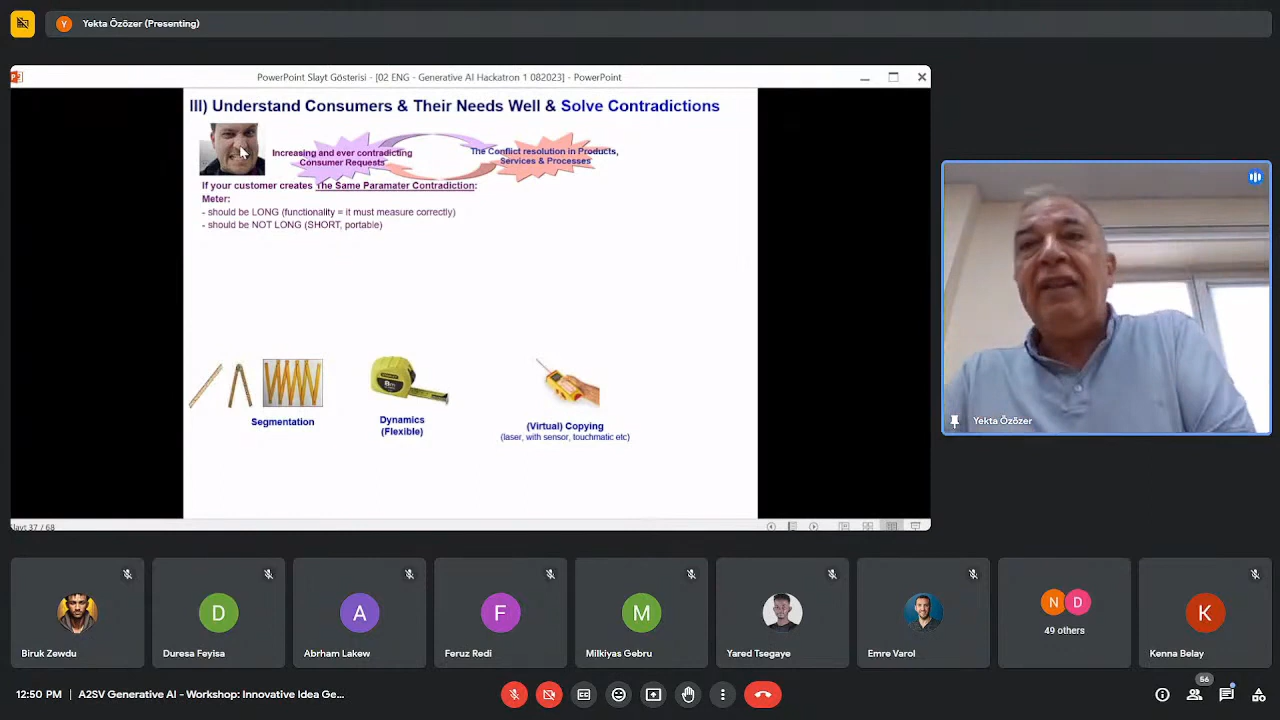 Y
Yekta Özözer (Presenting)
PowerPoint Slayt Gösterisi - [02 ENG - Generative AI Hackatron 1 082023] - PowerPoint
III) Understand Consumers & Their Needs Well & Solve Contradictions
Increasing and ever contradicting
Consumer Requests
The Conflict resolution in Products,
Services & Processes
If your customer creates The Same Paramater Contradiction:
Meter:
- should be LONG (functionality = it must measure correctly)
- should be NOT LONG (SHORT, portable)
Segmentation
Dynamics
(Flexible)
(Virtual) Copying
(laser, with sensor, touchmatic etc)
Slayt 37 / 68
Yekta Özözer
Biruk Zewdu
D
Duresa Feyisa
A
Abrham Lakew
F
Feruz Redi
M
Milkiyas Gebru
Yared Tsegaye
Emre Varol
N D
49 others
K
Kenna Belay
12:50 PM | A2SV Generative AI - Workshop: Innovative Idea Ge...
56